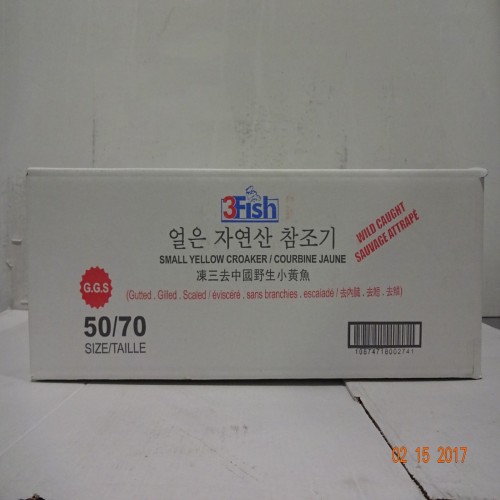 3Fish
얼은 자연산 참조기
SMALL YELLOW CROAKER / COURBINE JAUNE
凍三去中國野生小黃魚
WILD CAUGHT
SAUVAGE ATTRAPÉ
G.G.S
(Gutted . Gilled . Scaled / éviscéré . sans branchies . escaladé / 去內臟 . 去鰓 . 去鱗)
50/70
SIZE/TAILLE
10874718002741
02 15 2017